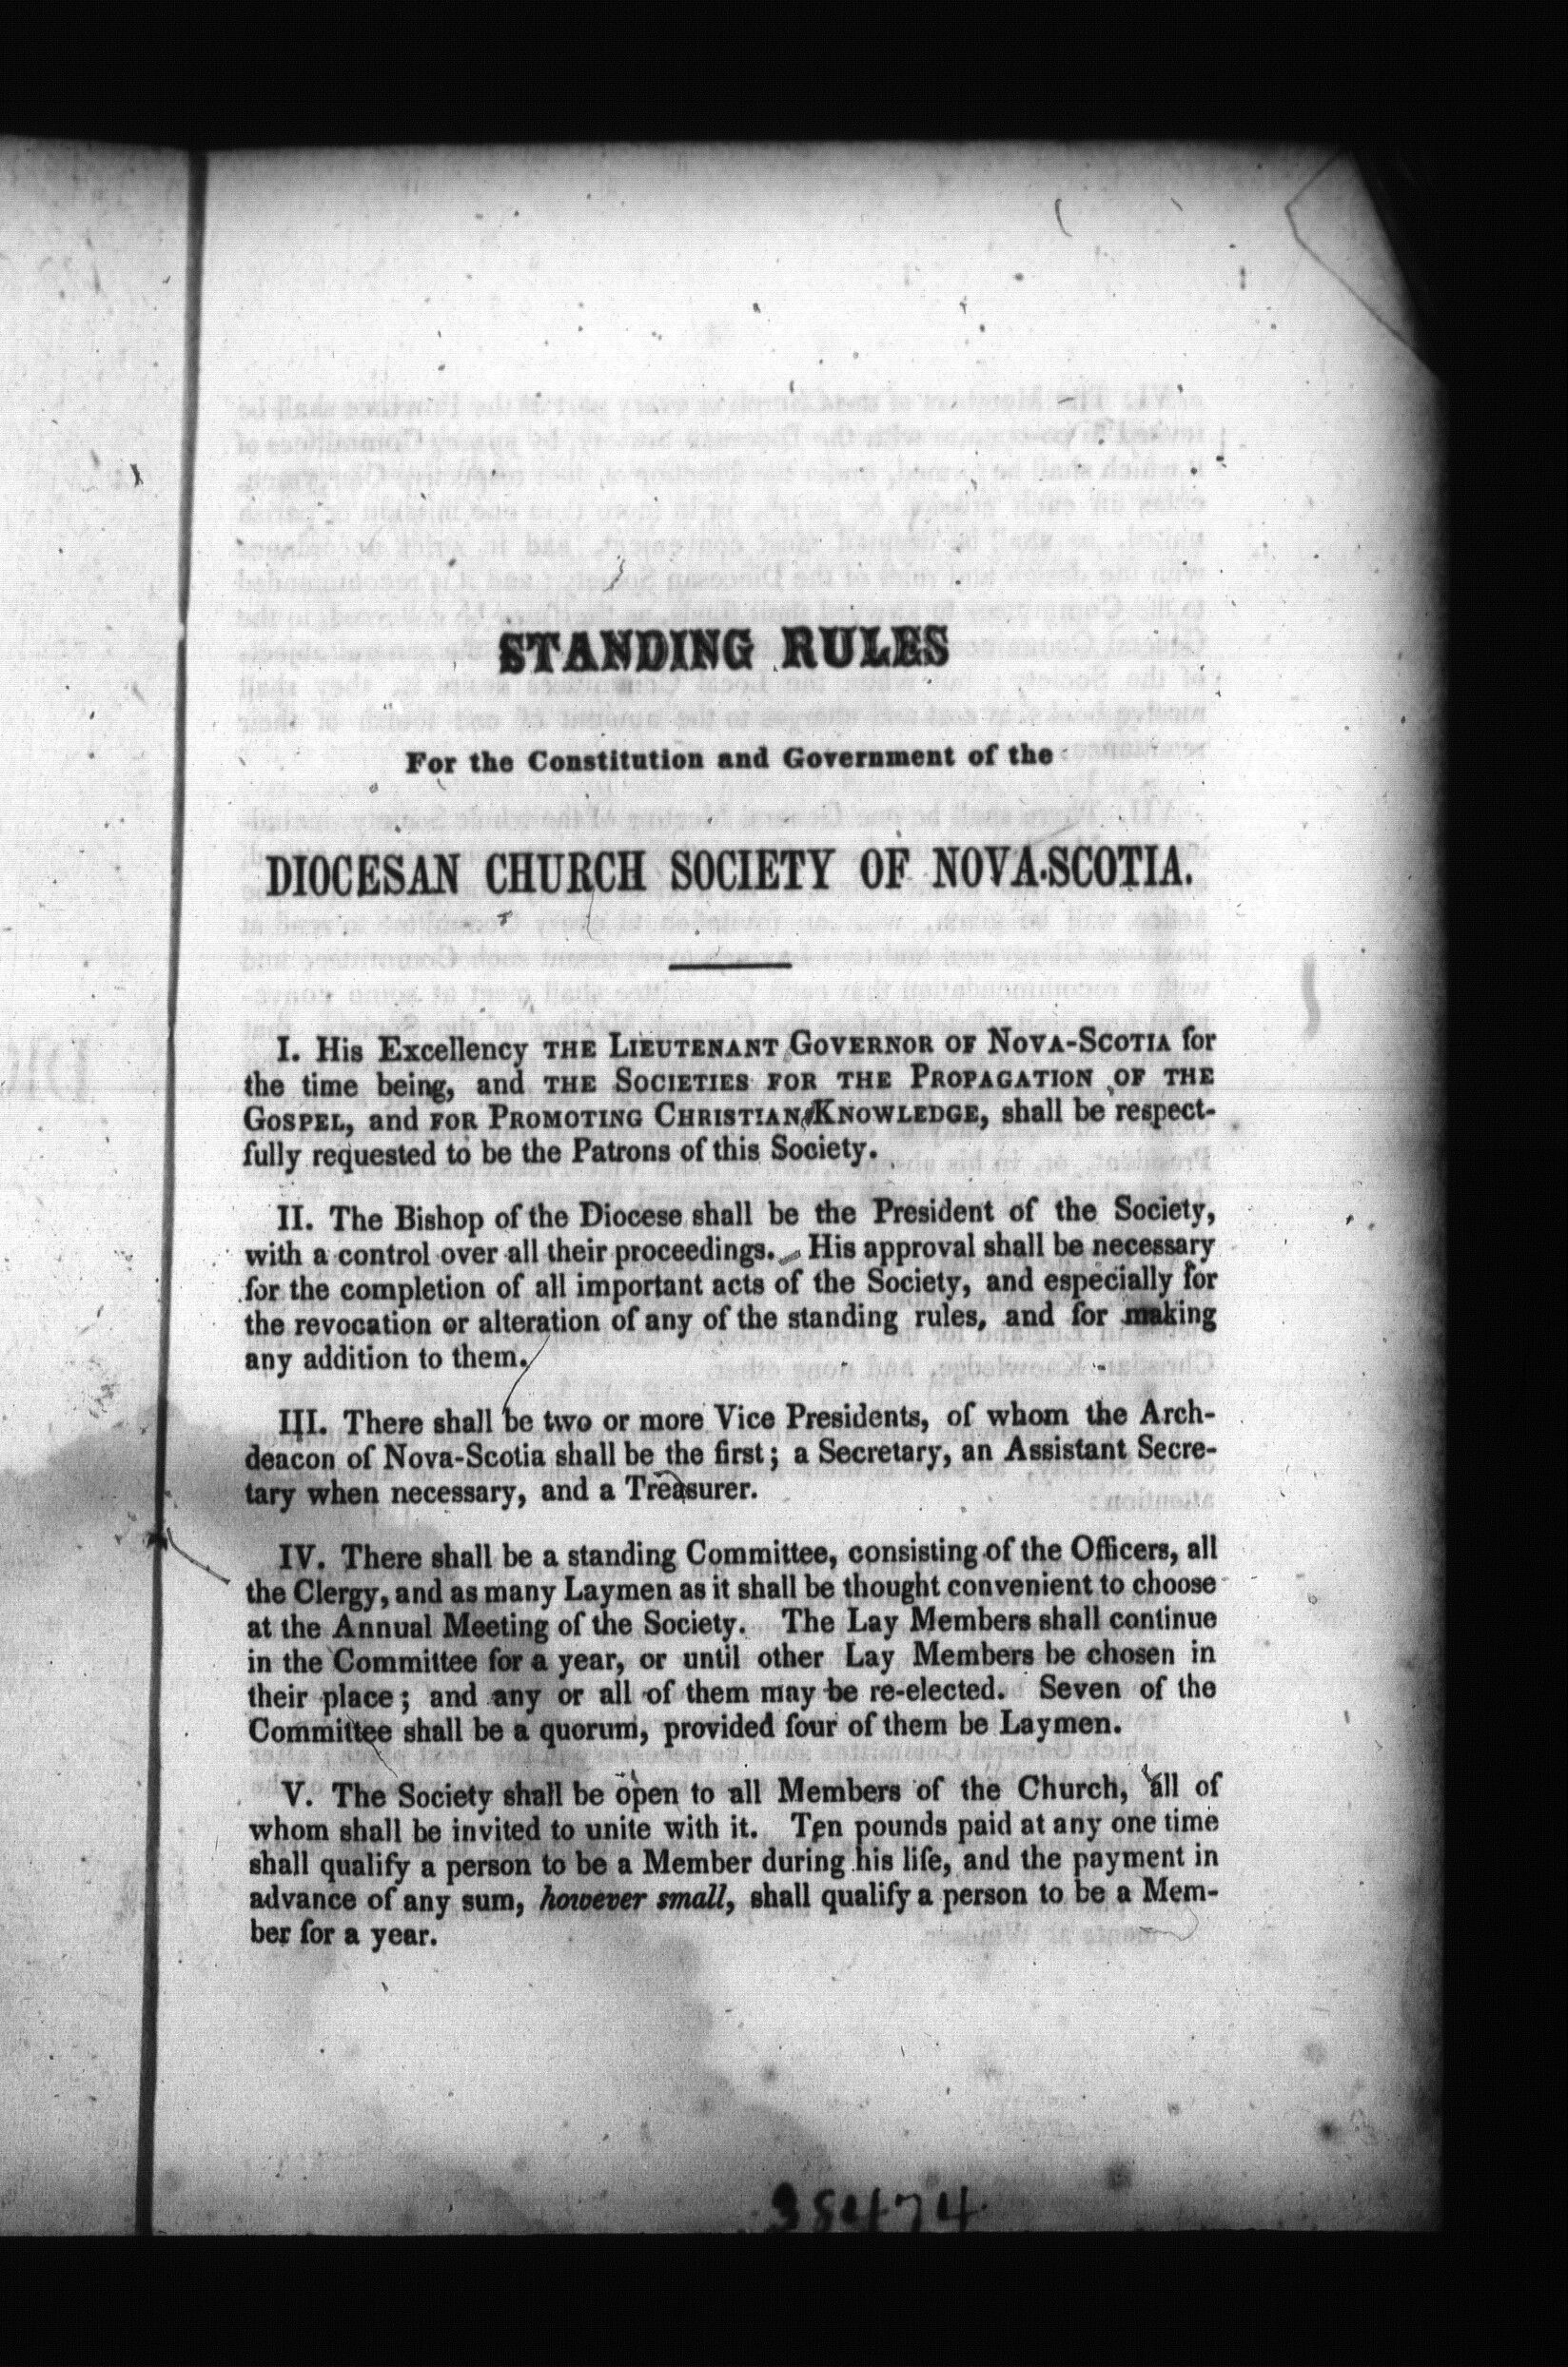 STANDING RULES
For the Constitution and Government of the
DIOCESAN CHURCH SOCIETY OF NOVA-SCOTIA.
I. His Excellency THE LIEUTENANT GOVERNOR OF NOVA-SCOTIA for
the time being, and THE SOCIETIES FOR THE PROPAGATION OF THE
GOSPEL, and FOR PROMOTING CHRISTIAN KNOWLEDGE, shall be respect-
fully requested to be the Patrons of this Society.
II. The Bishop of the Diocese shall be the President of the Society,
with a control over all their proceedings. His approval shall be necessary
for the completion of all important acts of the Society, and especially for
the revocation or alteration of any of the standing rules, and for making
any addition to them.
III. There shall be two or more Vice Presidents, of whom the Arch-
deacon of Nova-Scotia shall be the first; a Secretary, an Assistant Secre-
tary when necessary, and a Treasurer.
IV. There shall be a standing Committee, consisting of the Officers, all
the Clergy, and as many Laymen as it shall be thought convenient to choose
at the Annual Meeting of the Society. The Lay Members shall continue
in the Committee for a year, or until other Lay Members be chosen in
their place; and any or all of them may be re-elected. Seven of the
Committee shall be a quorum, provided four of them be Laymen.
V. The Society shall be open to all Members of the Church, all of
whom shall be invited to unite with it. Ten pounds paid at any one time
shall qualify a person to be a Member during his life, and the payment in
advance of any sum, however small, shall qualify a person to be a Mem-
ber for a year.
38474